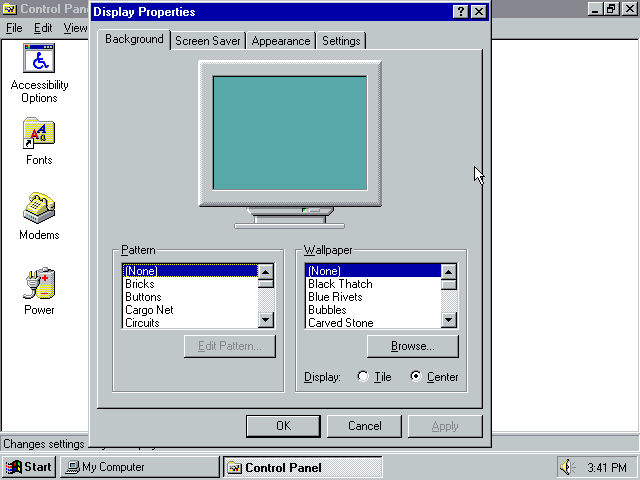 Control Panel
Display Properties
File Edit View
Background Screen Saver Appearance Settings
Accessibility
Options
Fonts
Modems
Power
Pattern
(None)
Bricks
Buttons
Cargo Net
Circuits
Edit Pattern...
Wallpaper
(None)
Black Thatch
Blue Rivets
Bubbles
Carved Stone
Browse...
Display: Tile Center
OK Cancel Apply
Changes settings
Start My Computer Control Panel 3:41 PM